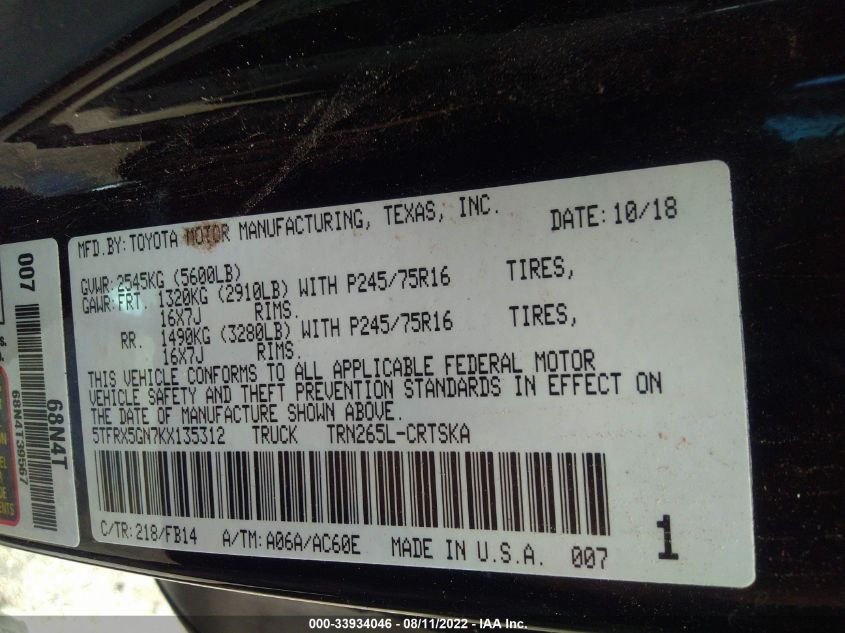 MFD.BY:TOYOTA MOTOR MANUFACTURING, TEXAS, INC. DATE:10/18
GVWR:2545KG (5600LB)
GAWR:FRT. 1320KG (2910LB) WITH P245/75R16 TIRES,
16X7J RIMS.
RR. 1490KG (3280LB) WITH P245/75R16 TIRES,
16X7J RIMS.
THIS VEHICLE CONFORMS TO ALL APPLICABLE FEDERAL MOTOR
VEHICLE SAFETY AND THEFT PREVENTION STANDARDS IN EFFECT ON
THE DATE OF MANUFACTURE SHOWN ABOVE.
5TFRX5GN7KX135312 TRUCK TRN265L-CRTSKA
C/TR:218/FB14 A/TM:A06A/AC60E MADE IN U.S.A. 007 1
007
68N4T39567
68N4T
000-33934046 - 08/11/2022 - IAA Inc.